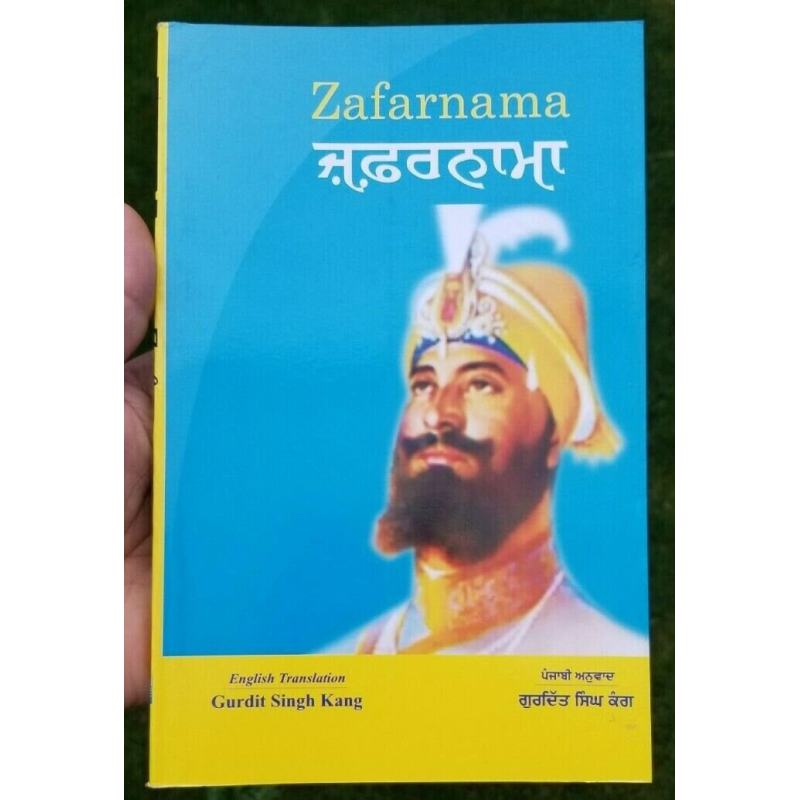 Zafarnama
ਜ਼ਫ਼ਰਨਾਮਾ
English Translation
Gurdit Singh Kang
ਪੰਜਾਬੀ ਅਨੁਵਾਦ
ਗੁਰਦਿੱਤ ਸਿੰਘ ਕੰਗ